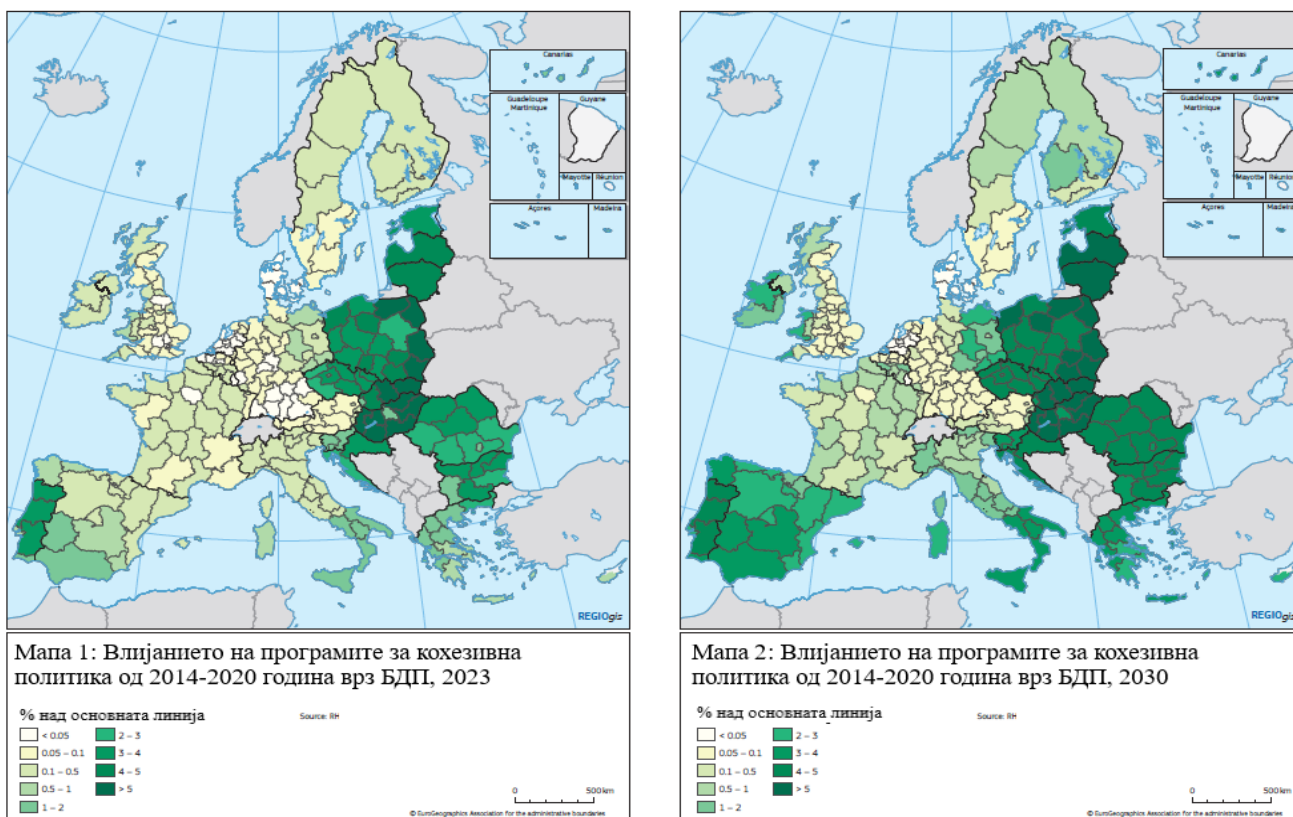 Canarias
Guadeloupe
Martinique
Guyane
Mayotte
Réunion
Açores
Madeira
REGIOgis
Мапа 1: Влијанието на програмите за кохезивна
политика од 2014-2020 година врз БДП, 2023
% над основната линија
Source: RH
< 0.05
0.05 – 0.1
0.1 – 0.5
0.5 – 1
1 – 2
2 – 3
3 – 4
4 – 5
> 5
0 500 km
© EuroGeographics Association for the administrative boundaries
Canarias
Guadeloupe
Martinique
Guyane
Mayotte
Réunion
Açores
Madeira
REGIOgis
Мапа 2: Влијанието на програмите за кохезивна
политика од 2014-2020 година врз БДП, 2030
% над основната линија
Source: RH
< 0.05
0.05 – 0.1
0.1 – 0.5
0.5 – 1
1 – 2
2 – 3
3 – 4
4 – 5
> 5
0 500 km
© EuroGeographics Association for the administrative boundaries